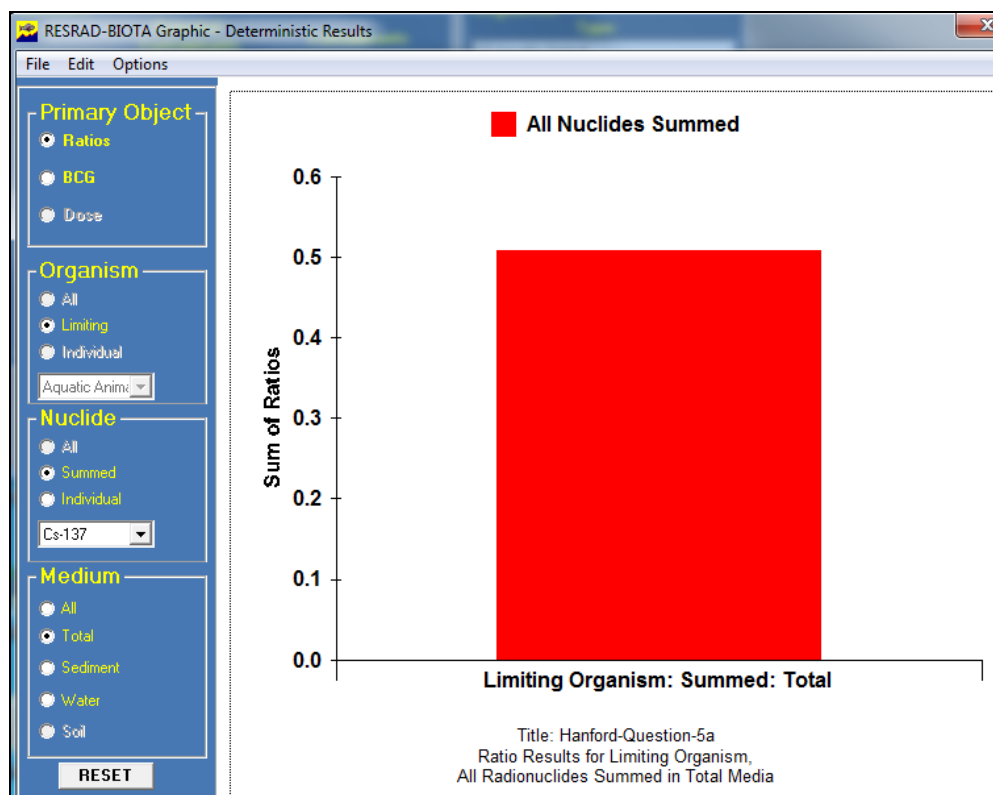 RESRAD-BIOTA Graphic - Deterministic Results
File Edit Options
Primary Object
Ratios
BCG
Dose
Organism
All
Limiting
Individual
Aquatic Anima
Nuclide
All
Summed
Individual
Cs-137
Medium
All
Total
Sediment
Water
Soil
RESET
All Nuclides Summed
0.6
0.5
0.4
0.3
0.2
0.1
0.0
Sum of Ratios
Limiting Organism: Summed: Total
Title: Hanford-Question-5a
Ratio Results for Limiting Organism,
All Radionuclides Summed in Total Media